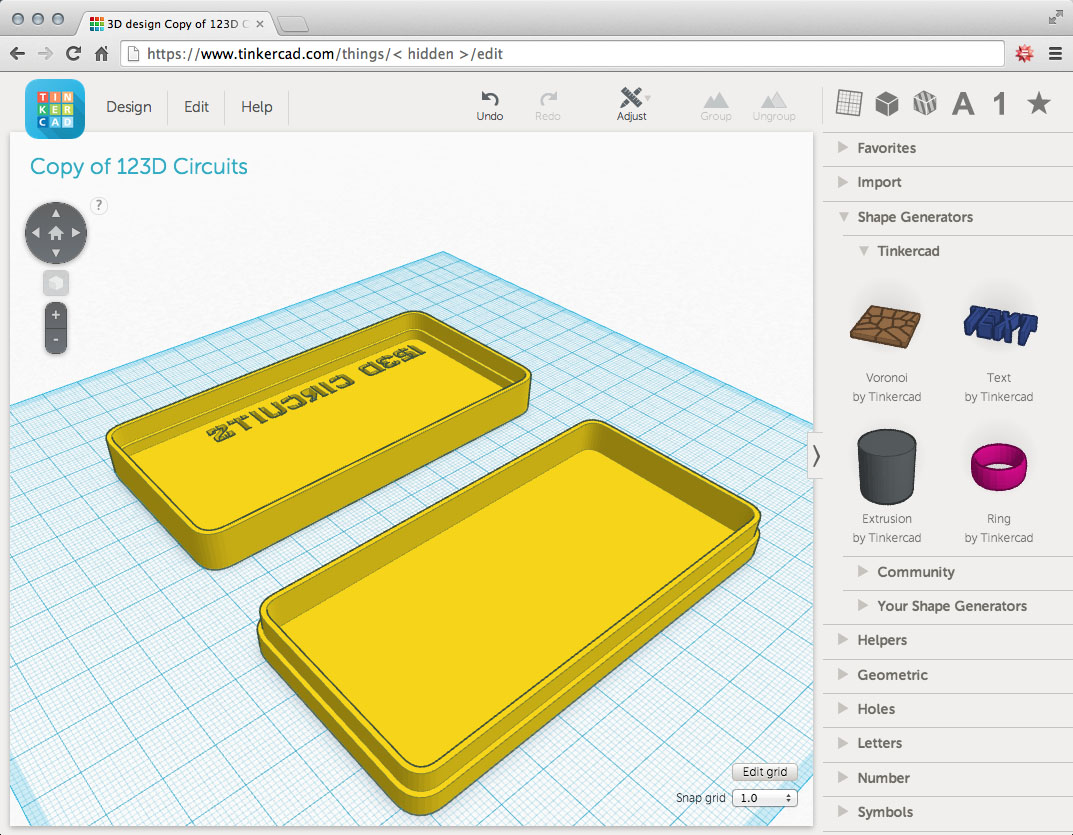 3D design Copy of 123D C
https://www.tinkercad.com/things/< hidden >/edit
TIN
KER
CAD
Design
Edit
Help
Undo
Redo
Adjust
Group
Ungroup
A
1
Copy of 123D Circuits
?
+
-
123D CIRCUITS
Edit grid
Snap grid
1.0
Favorites
Import
Shape Generators
Tinkercad
TEXT
Voronoi
by Tinkercad
Text
by Tinkercad
Extrusion
by Tinkercad
Ring
by Tinkercad
Community
Your Shape Generators
Helpers
Geometric
Holes
Letters
Number
Symbols